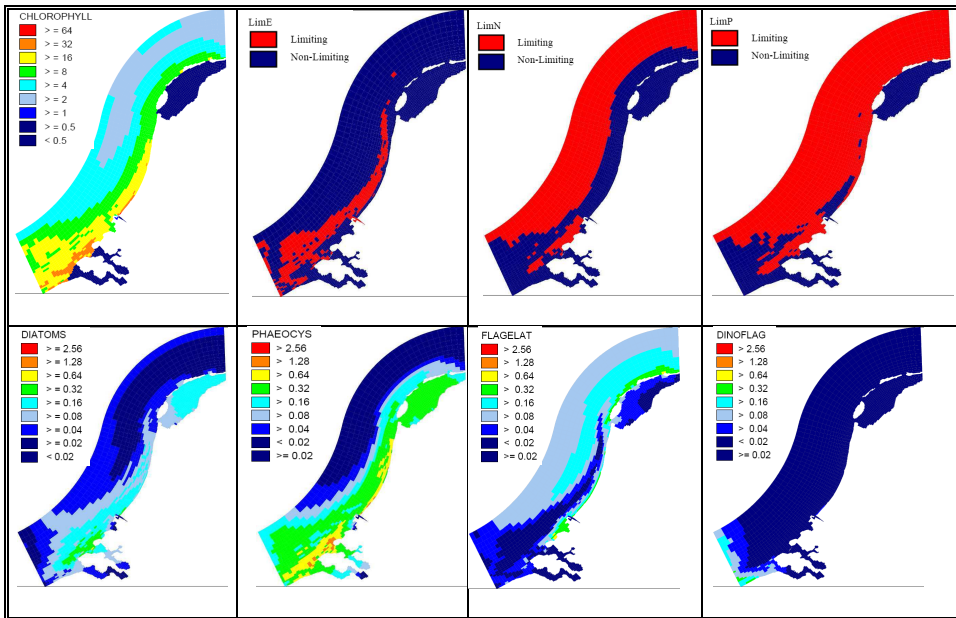 CHLOROPHYLL
> = 64
> = 32
> = 16
> = 8
> = 4
> = 2
> = 1
> = 0.5
< 0.5
LimE
Limiting
Non-Limiting
LimN
Limiting
Non-Limiting
LimP
Limiting
Non-Limiting
DIATOMS
> = 2.56
> = 1.28
> = 0.64
> = 0.32
> = 0.16
> = 0.08
> = 0.04
> = 0.02
< 0.02
PHAEOCYS
> 2.56
> 1.28
> 0.64
> 0.32
> 0.16
> 0.08
> 0.04
< 0.02
>= 0.02
FLAGELAT
> 2.56
> 1.28
> 0.64
> 0.32
> 0.16
> 0.08
> 0.04
< 0.02
>= 0.02
DINOFLAG
> 2.56
> 1.28
> 0.64
> 0.32
> 0.16
> 0.08
> 0.04
< 0.02
>= 0.02